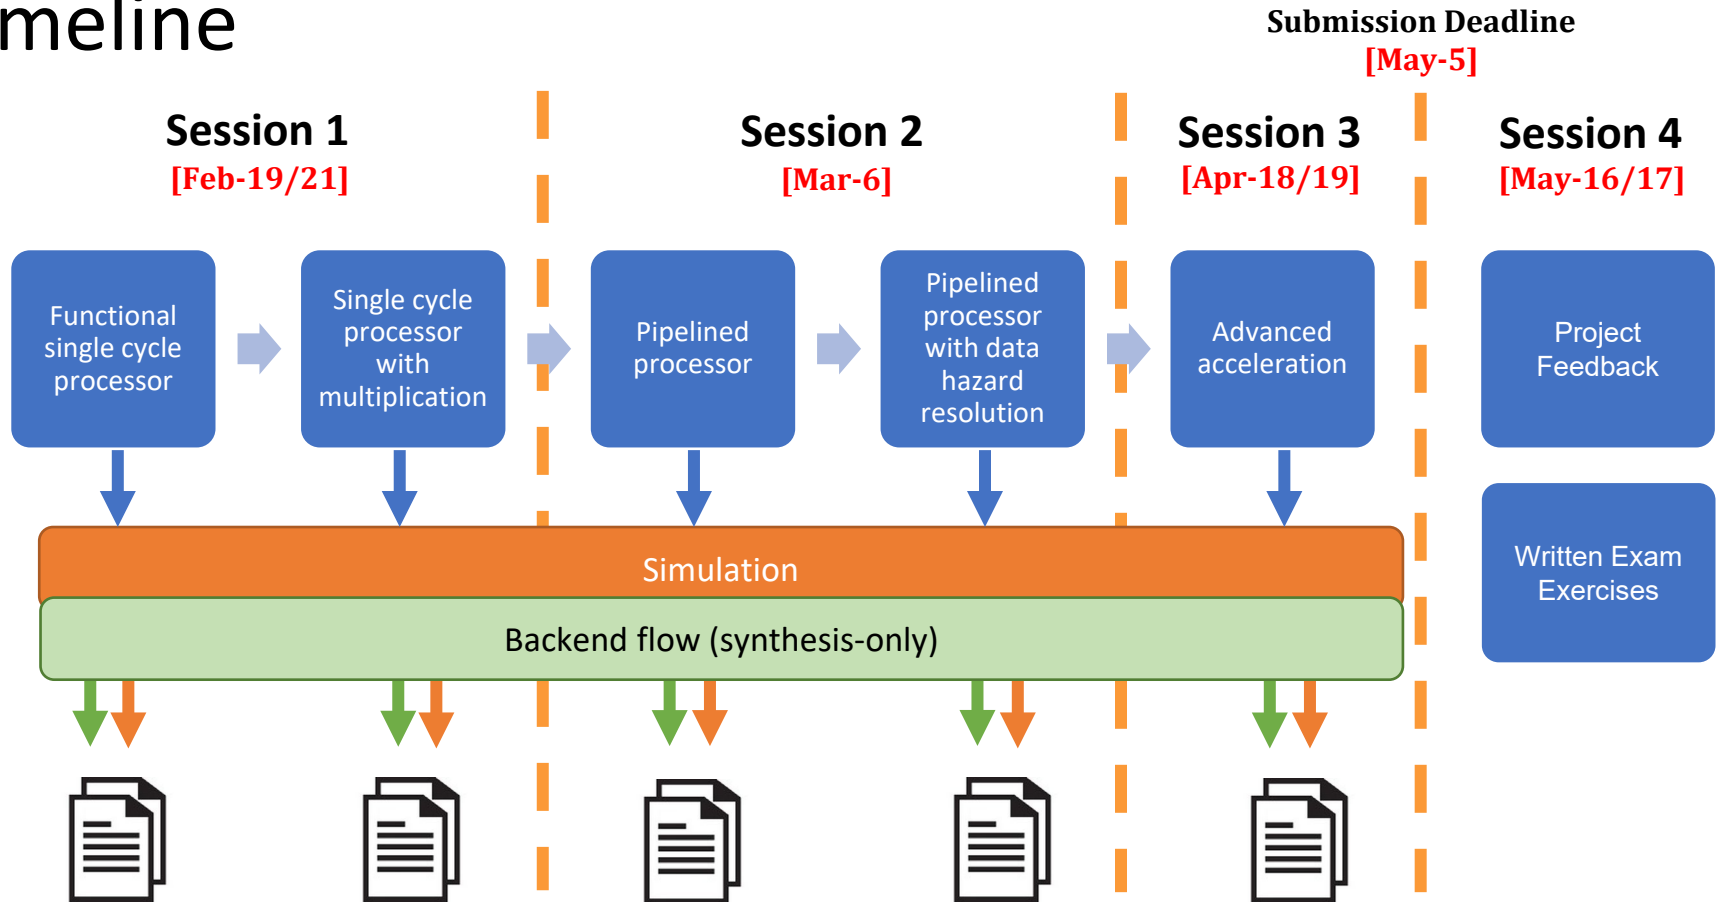 meline
Submission Deadline
[May-5]
Session 1
[Feb-19/21]
Session 2
[Mar-6]
Session 3
[Apr-18/19]
Session 4
[May-16/17]
Functional
single cycle
processor
Single cycle
processor
with
multiplication
Pipelined
processor
Pipelined
processor
with data
hazard
resolution
Advanced
acceleration
Project
Feedback
Written Exam
Exercises
Simulation
Backend flow (synthesis-only)